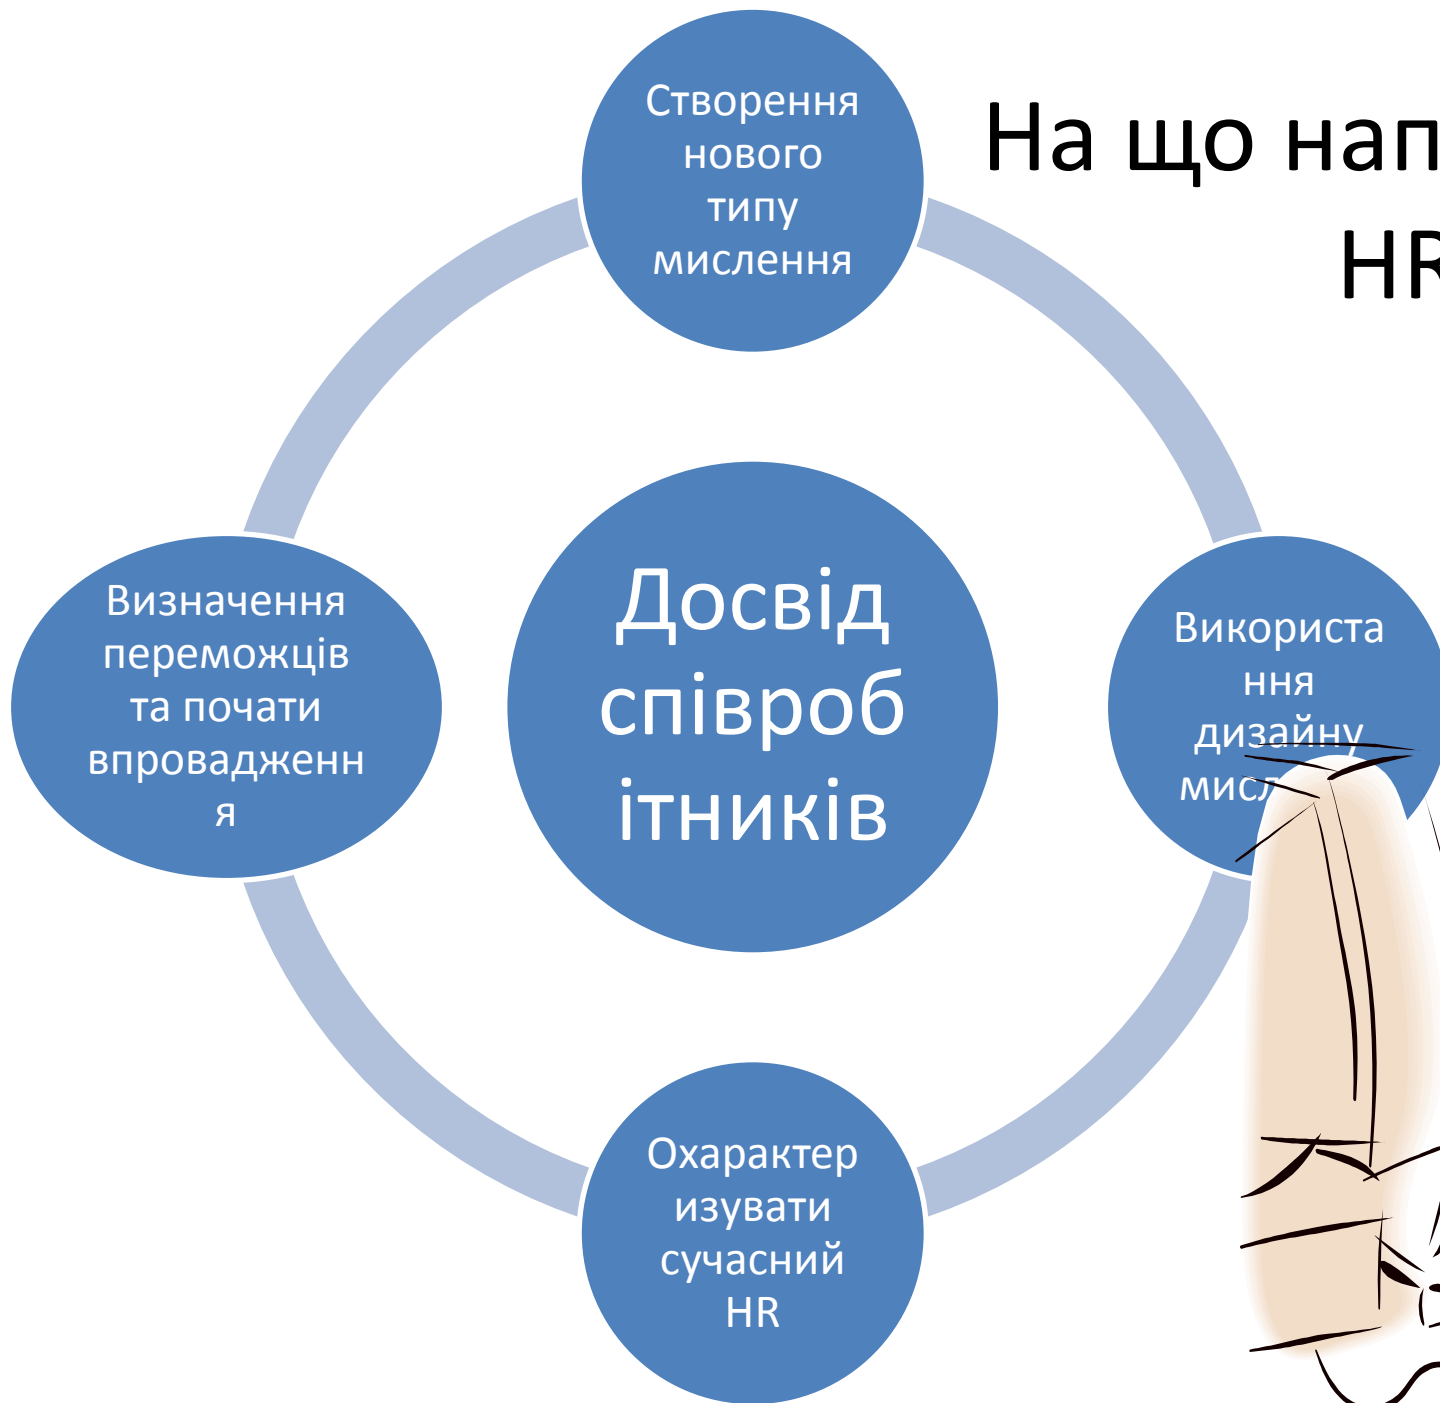 На що нап
HR
Створення
нового
типу
мислення
Використа
ння
дизайну
Досвід
співроб
ітників
Визначення
переможців
та почати
впровадженн
я
Охарактер
изувати
сучасний
HR